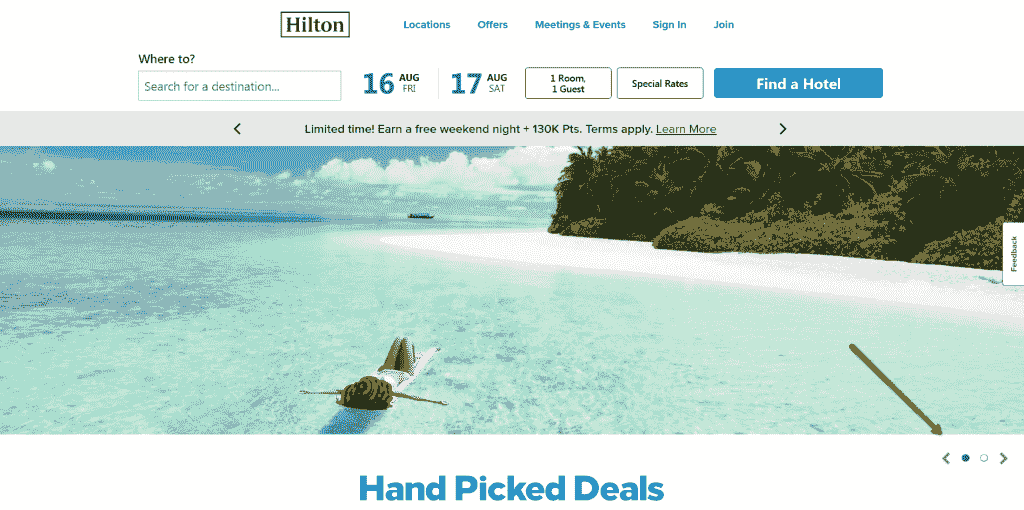 Hilton
Locations Offers Meetings & Events Sign In Join
Where to?
Search for a destination...
16 AUG FRI
17 AUG SAT
1 Room,
1 Guest
Special Rates
Find a Hotel
Limited time! Earn a free weekend night + 130K Pts. Terms apply. Learn More
Feedback
Hand Picked Deals